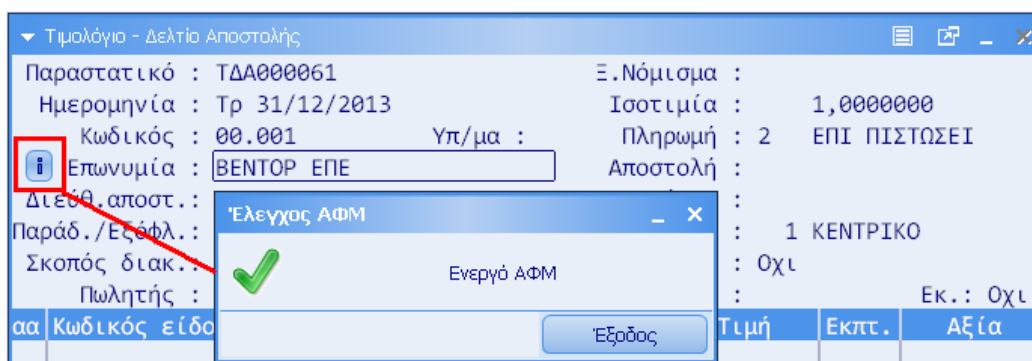 Τιμολόγιο - Δελτίο Αποστολής
Παραστατικό : ΤΔΑ000061 Ξ.Νόμισμα :
Ημερομηνία : Τρ 31/12/2013 Ισοτιμία : 1,0000000
Κωδικός : 00.001 Υπ/μα : Πληρωμή : 2 ΕΠΙ ΠΙΣΤΩΣΕΙ
i Επωνυμία : ΒΕΝΤΟΡ ΕΠΕ Αποστολή :
Διεύθ.αποστ.: :
Παράδ./Εξόφλ.: : 1 ΚΕΝΤΡΙΚΟ
Σκοπός διακ.: : Οχι
Πωλητής : : Εκ.: Οχι
αα Κωδικός είδο Τιμή Εκπτ. Αξία
Έλεγχος ΑΦΜ
Ενεργό ΑΦΜ
Έξοδος